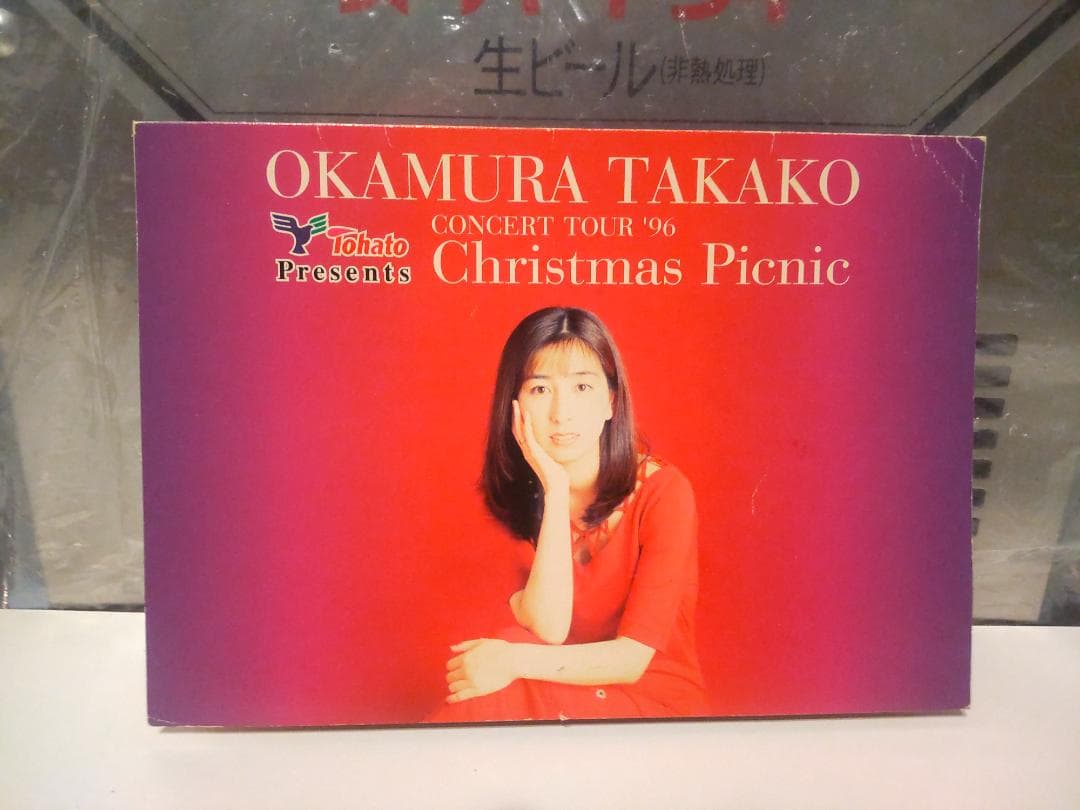 生ビール(非熱処理)
OKAMURA TAKAKO
CONCERT TOUR '96
Tohato
Presents
Christmas Picnic